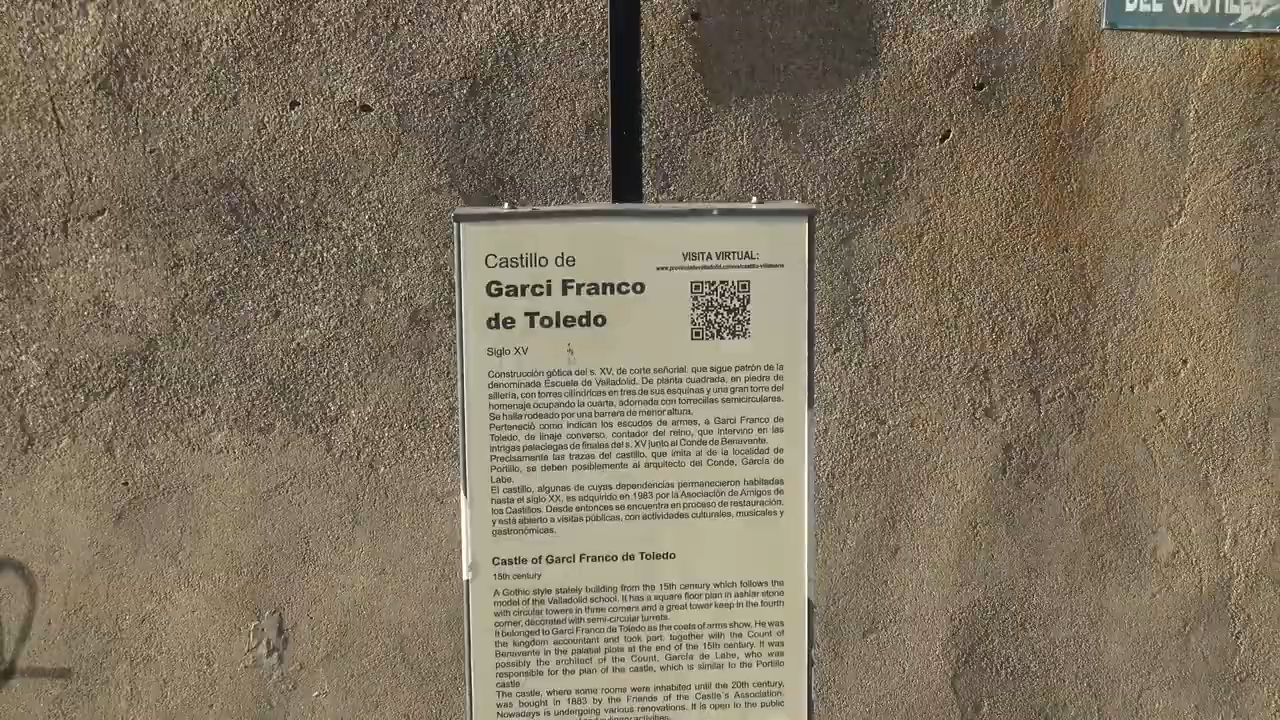 DEL CASTILLO
Castillo de
Garci Franco
de Toledo
Siglo XV
VISITA VIRTUAL:
Construcción gótica del s. XV, de corte señorial, que sigue patrón de la
denominada Escuela de Valladolid. De planta cuadrada, en piedra de
sillería, con torres cilíndricas en tres de sus esquinas y una gran torre del
homenaje ocupando la cuarta, adornada con torrecillas semicirculares.
Se halla rodeado por una barrera de menor altura.
Perteneció como indican los escudos de armas, a Garci Franco de
Toledo, de linaje converso, contador del reino, que intervino en las
intrigas palaciegas de finales del s. XV junto al Conde de Benavente.
Precisamente las trazas del castillo, que imita al de la localidad de
Portillo, se deben posiblemente al arquitecto del Conde, García de
Labe.
El castillo, algunas de cuyas dependencias permanecieron habitadas
hasta el siglo XX, es adquirido en 1983 por la Asociación de Amigos de
los Castillos. Desde entonces se encuentra en proceso de restauración,
y está abierto a visitas públicas, con actividades culturales, musicales y
gastronómicas.
Castle of Garci Franco de Toledo
15th century
A Gothic style stately building from the 15th century which follows the
model of the Valladolid school. It has a square floor plan in ashlar stone
with circular towers in three corners and a great tower keep in the fourth
corner, decorated with semi-circular turrets.
It belonged to Garci Franco de Toledo as the coats of arms show. He was
the kingdom accountant and took part, together with the Count of
Benavente in the palatial plots at the end of the 15th century. It was
possibly the architect of the Count, García de Labe, who was
responsible for the plan of the castle, which is similar to the Portillo
castle
The castle, where some rooms were inhabited until the 20th century,
was bought in 1883 by the Friends of the Castle´s Association.
Nowadays is undergoing various renovations. It is open to the public
and culinary activities.